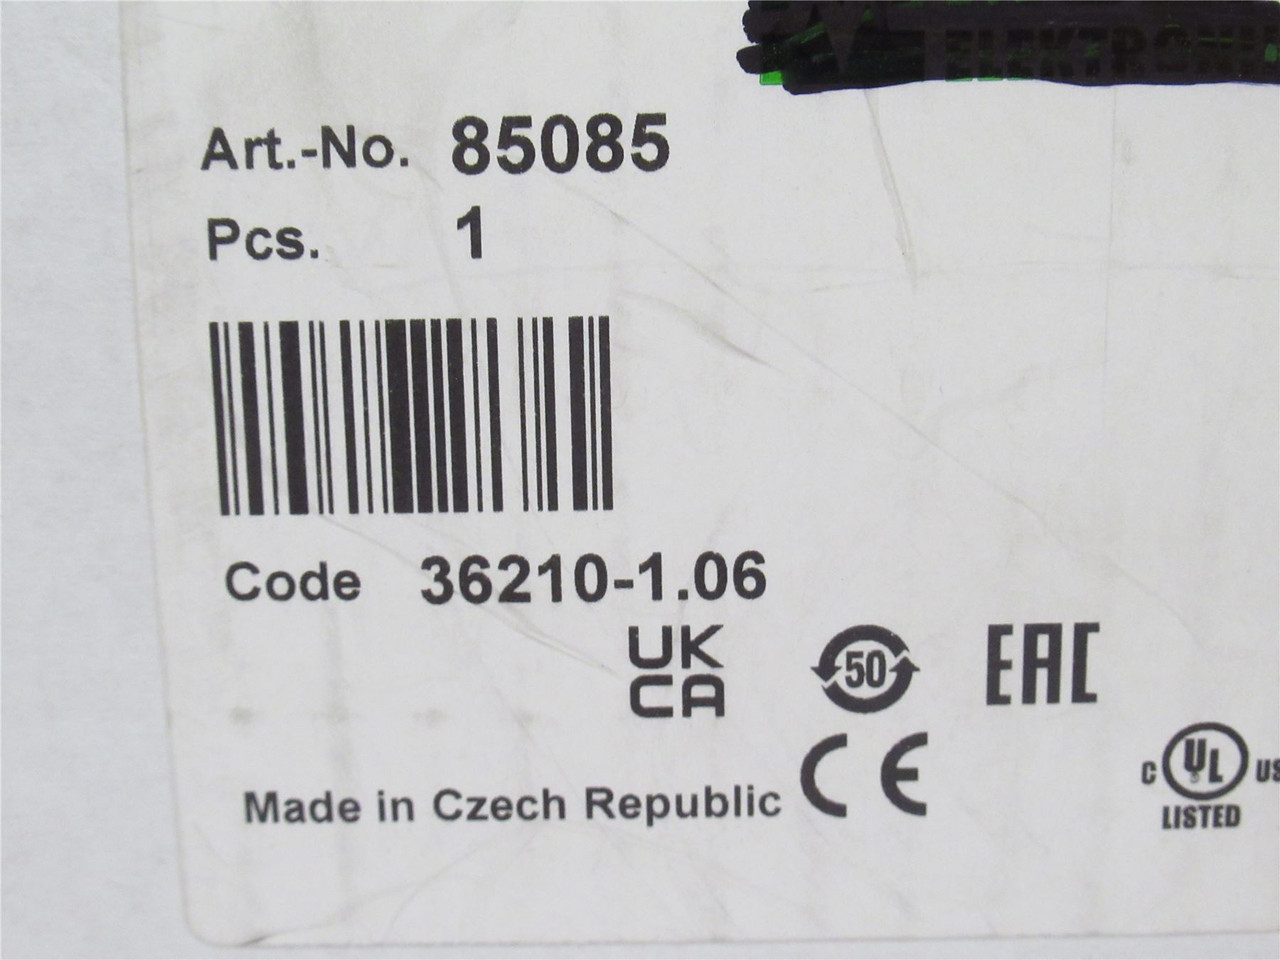 ELEKTRONI
Art.-No. 85085
Pcs. 1
Code 36210-1.06
UK
CA
50
EAC
CE
Made in Czech Republic
C UL US
LISTED